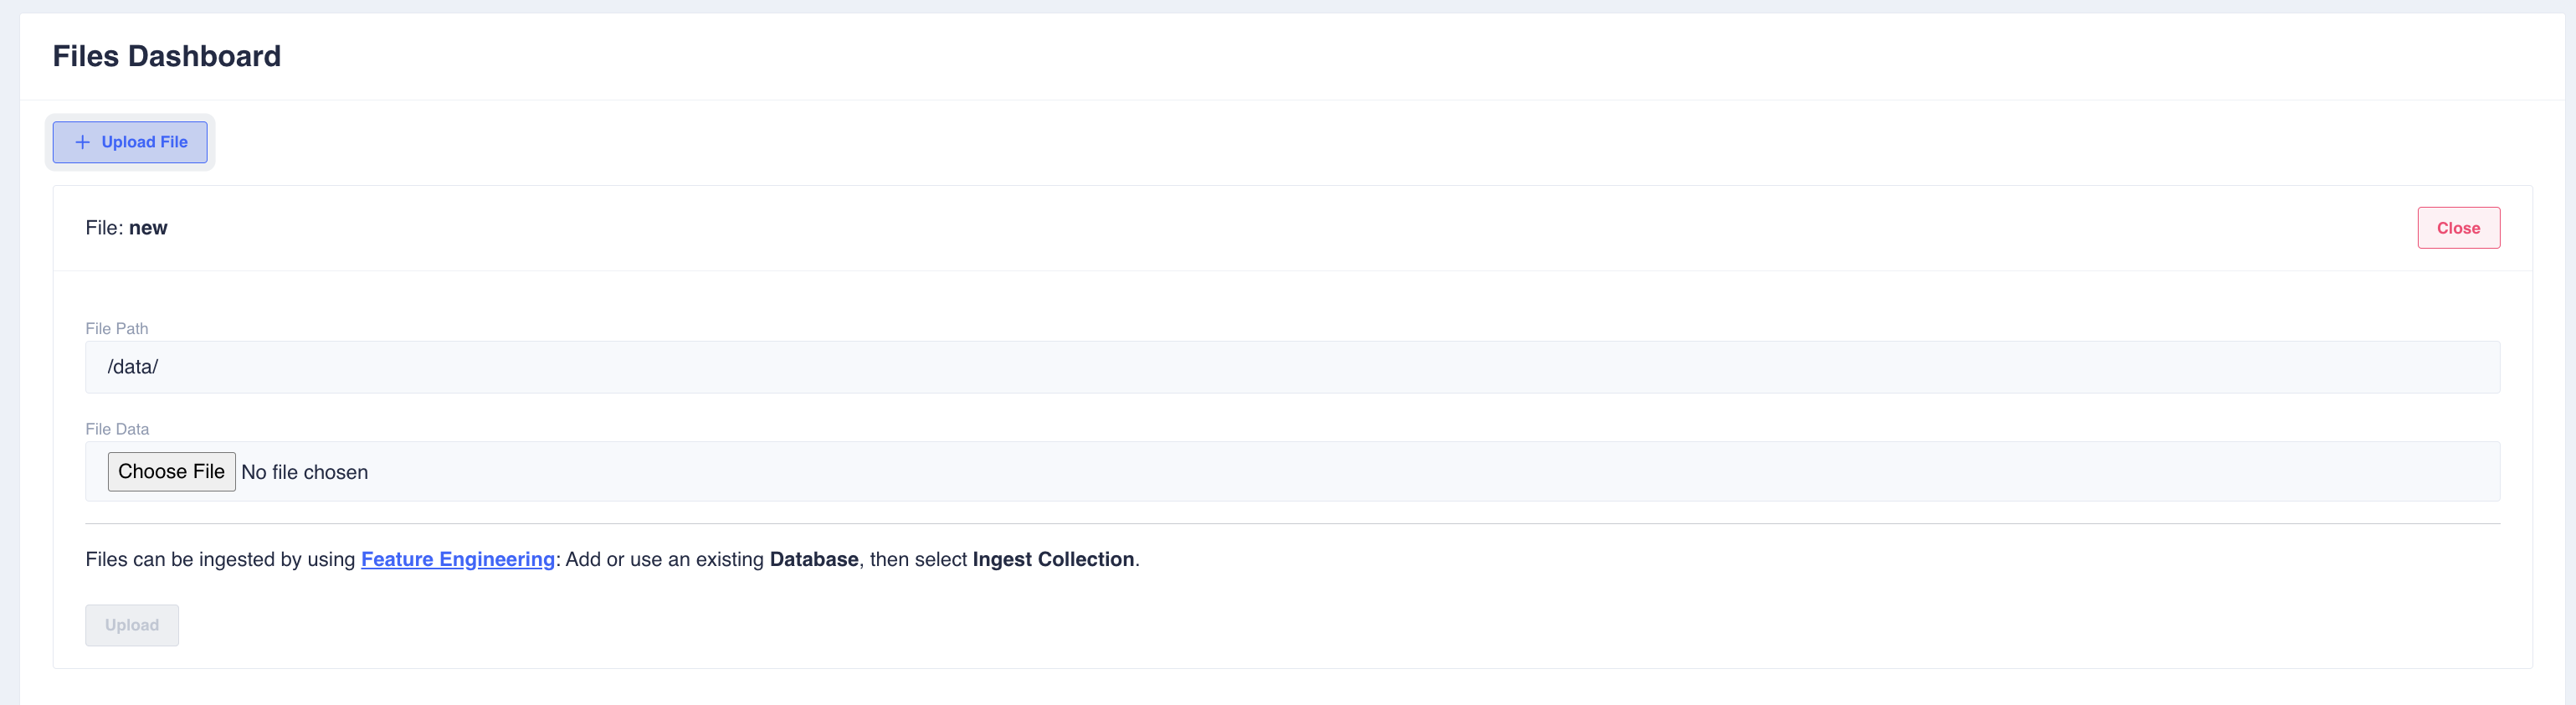 Files Dashboard
+ Upload File
File: new
Close
File Path
/data/
File Data
Choose File No file chosen
Files can be ingested by using Feature Engineering: Add or use an existing Database, then select Ingest Collection.
Upload